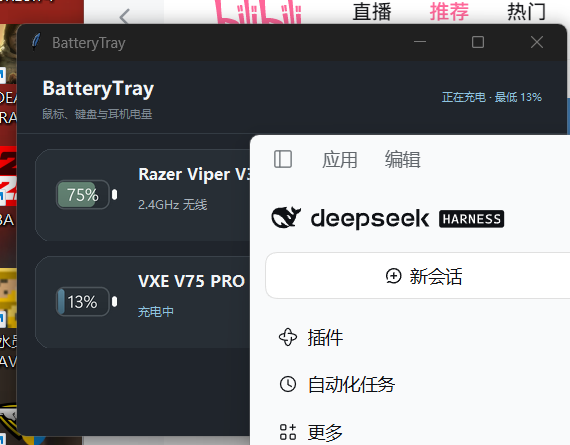 bilibili
直播 推荐 热门
BatteryTray
BatteryTray
鼠标、键盘与耳机电量
正在充电 · 最低 13%
75%
Razer Viper V3
2.4GHz 无线
13%
VXE V75 PRO
充电中
应用 编辑
deepseek HARNESS
新会话
插件
自动化任务
更多